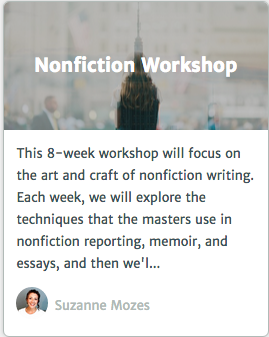 Nonfiction Workshop
This 8-week workshop will focus on
the art and craft of nonfiction writing.
Each week, we will explore the
techniques that the masters use in
nonfiction reporting, memoir, and
essays, and then we'l...
Suzanne Mozes